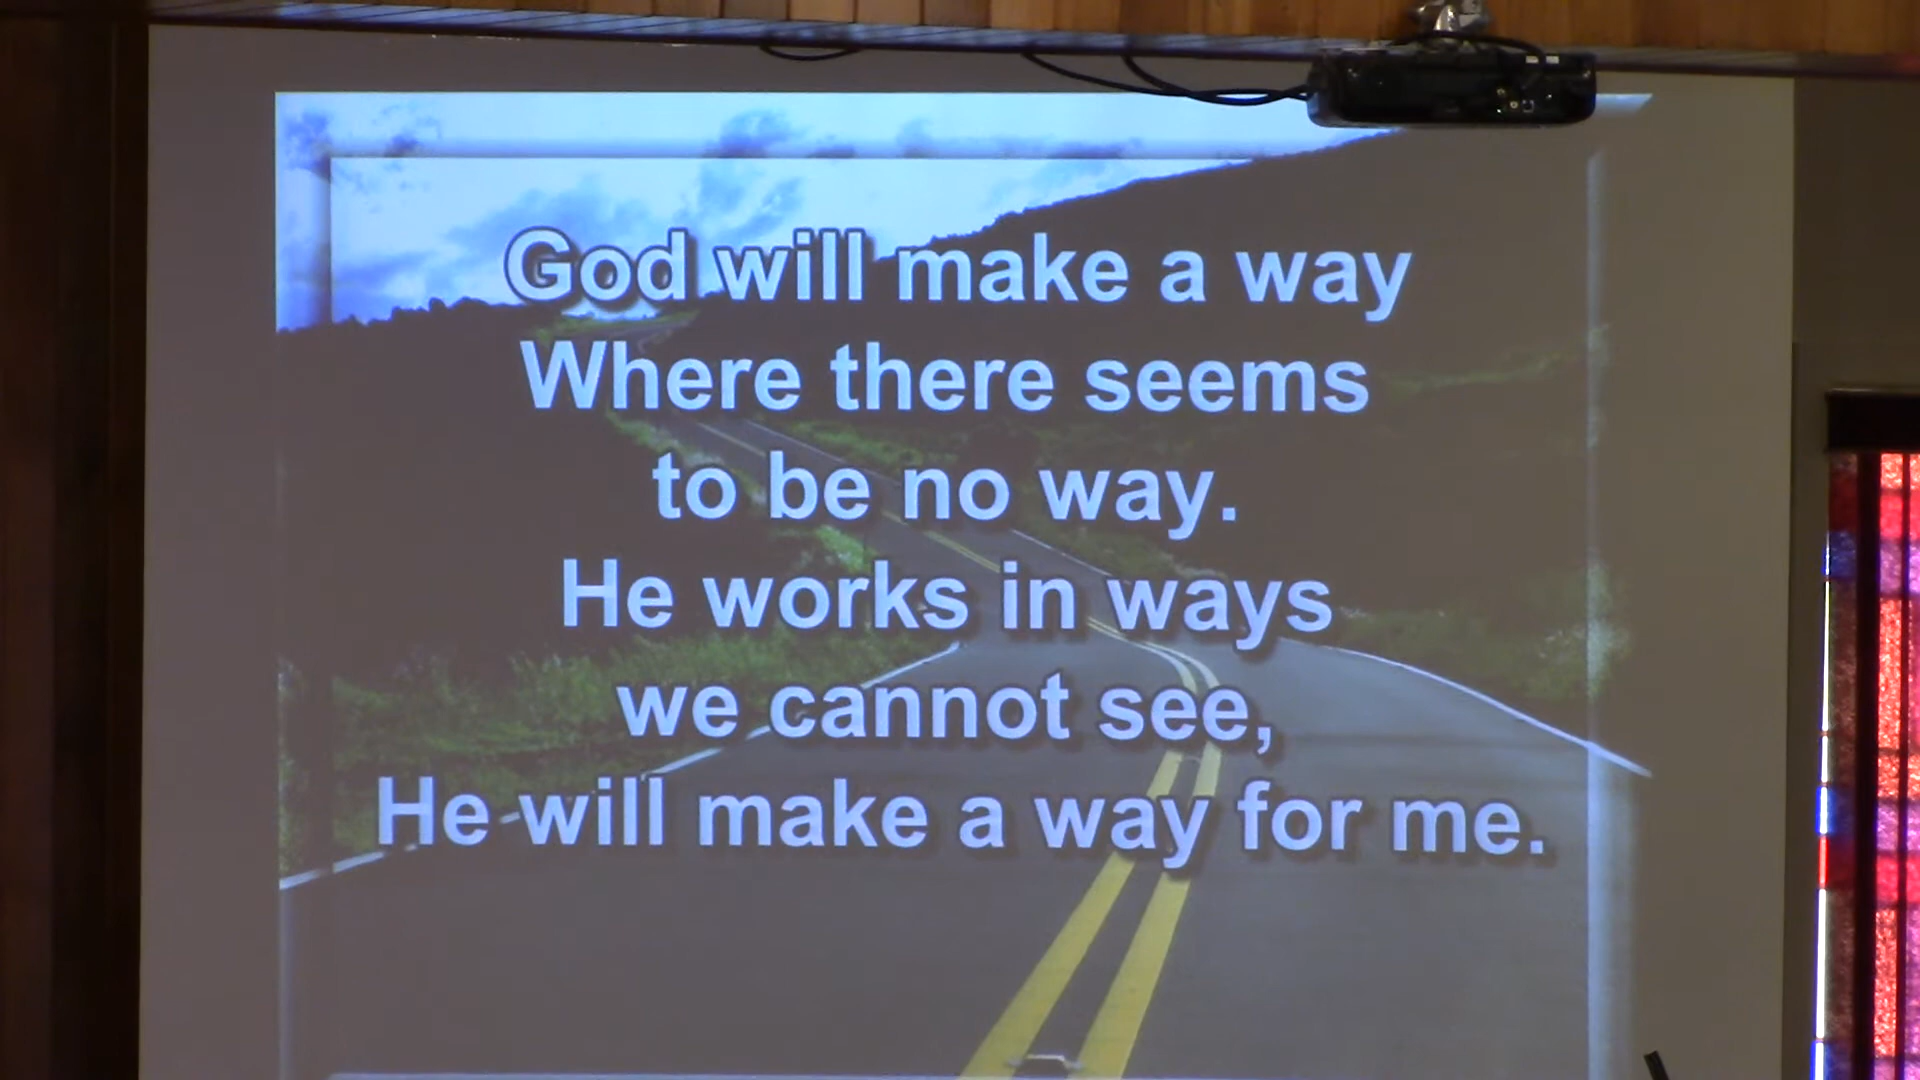 God will make a way
Where there seems
to be no way.
He works in ways
we cannot see,
He will make a way for me.